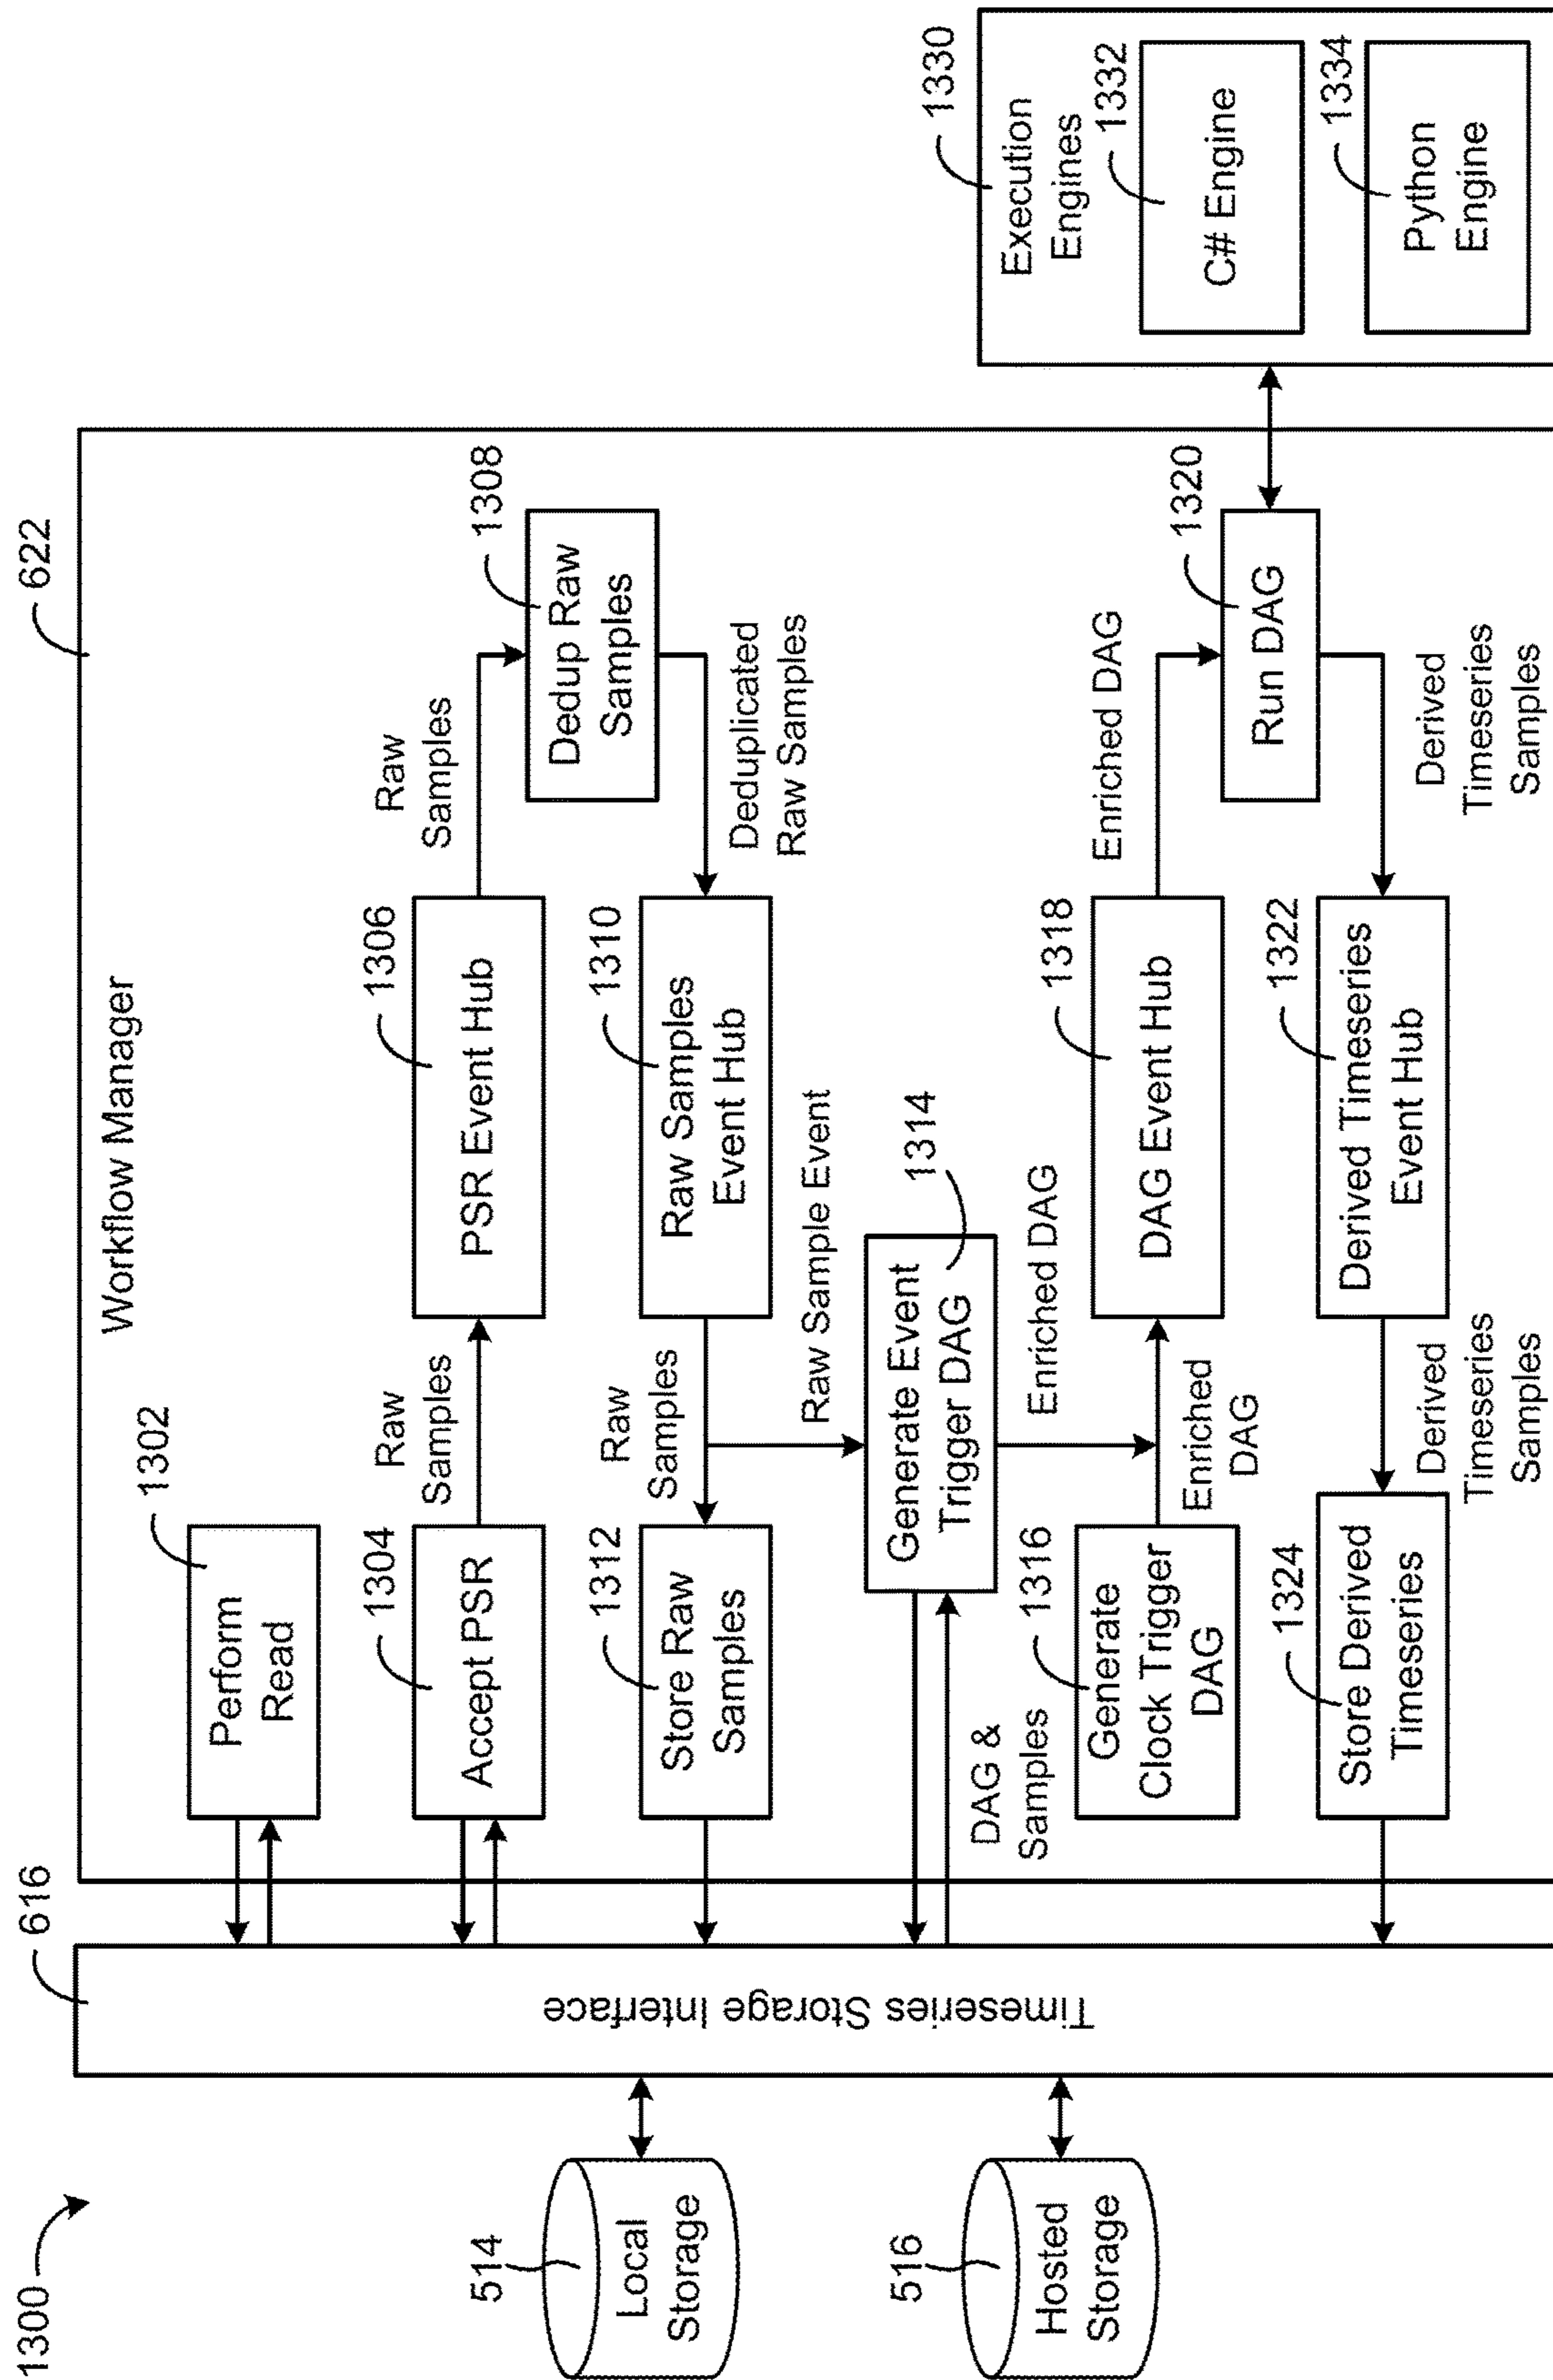 1300
514
Local
Storage
516
Hosted
Storage
616
Timeseries Storage Interface
622
Workflow Manager
1302
Perform
Read
1304
Accept PSR
Raw
Samples
1306
PSR Event Hub
Raw
Samples
1308
Dedup Raw
Samples
Deduplicated
Raw Samples
1310
Raw Samples
Event Hub
Raw
Samples
1312
Store Raw
Samples
Raw Sample Event
1314
Generate Event
Trigger DAG
DAG &
Samples
Enriched DAG
1316
Generate
Clock Trigger
DAG
Enriched
DAG
1318
DAG Event Hub
Enriched DAG
1320
Run DAG
Derived
Timeseries
Samples
1322
Derived Timeseries
Event Hub
Derived
Timeseries
Samples
1324
Store Derived
Timeseries
1330
Execution
Engines
1332
C# Engine
1334
Python
Engine